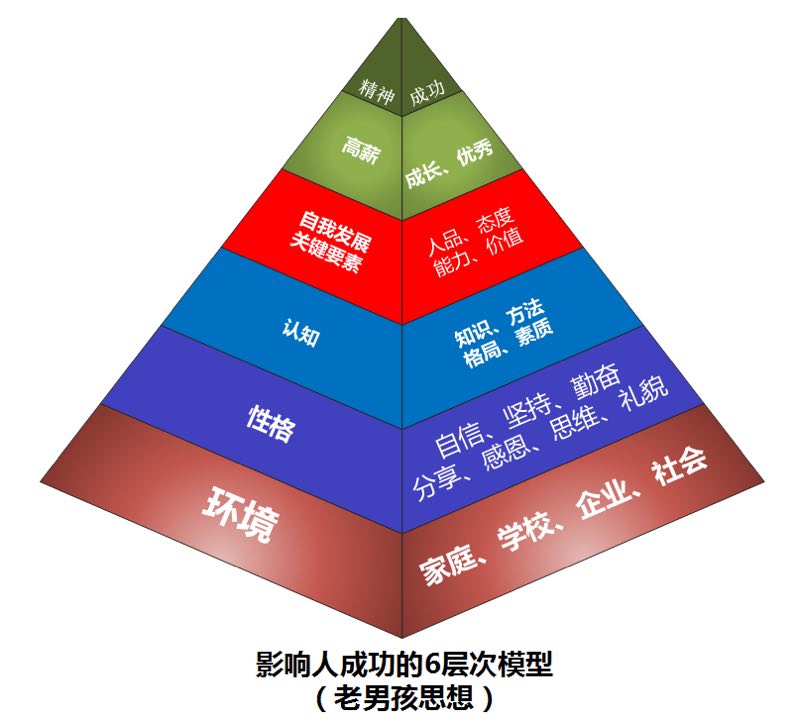 精神
成功
高薪
成长、优秀
自我发展
关键要素
人品、态度
能力、价值
认知
知识、方法
格局、素质
性格
自信、坚持、勤奋
分享、感恩、思维、礼貌
环境
家庭、学校、企业、社会
影响人成功的6层次模型
（老男孩思想）